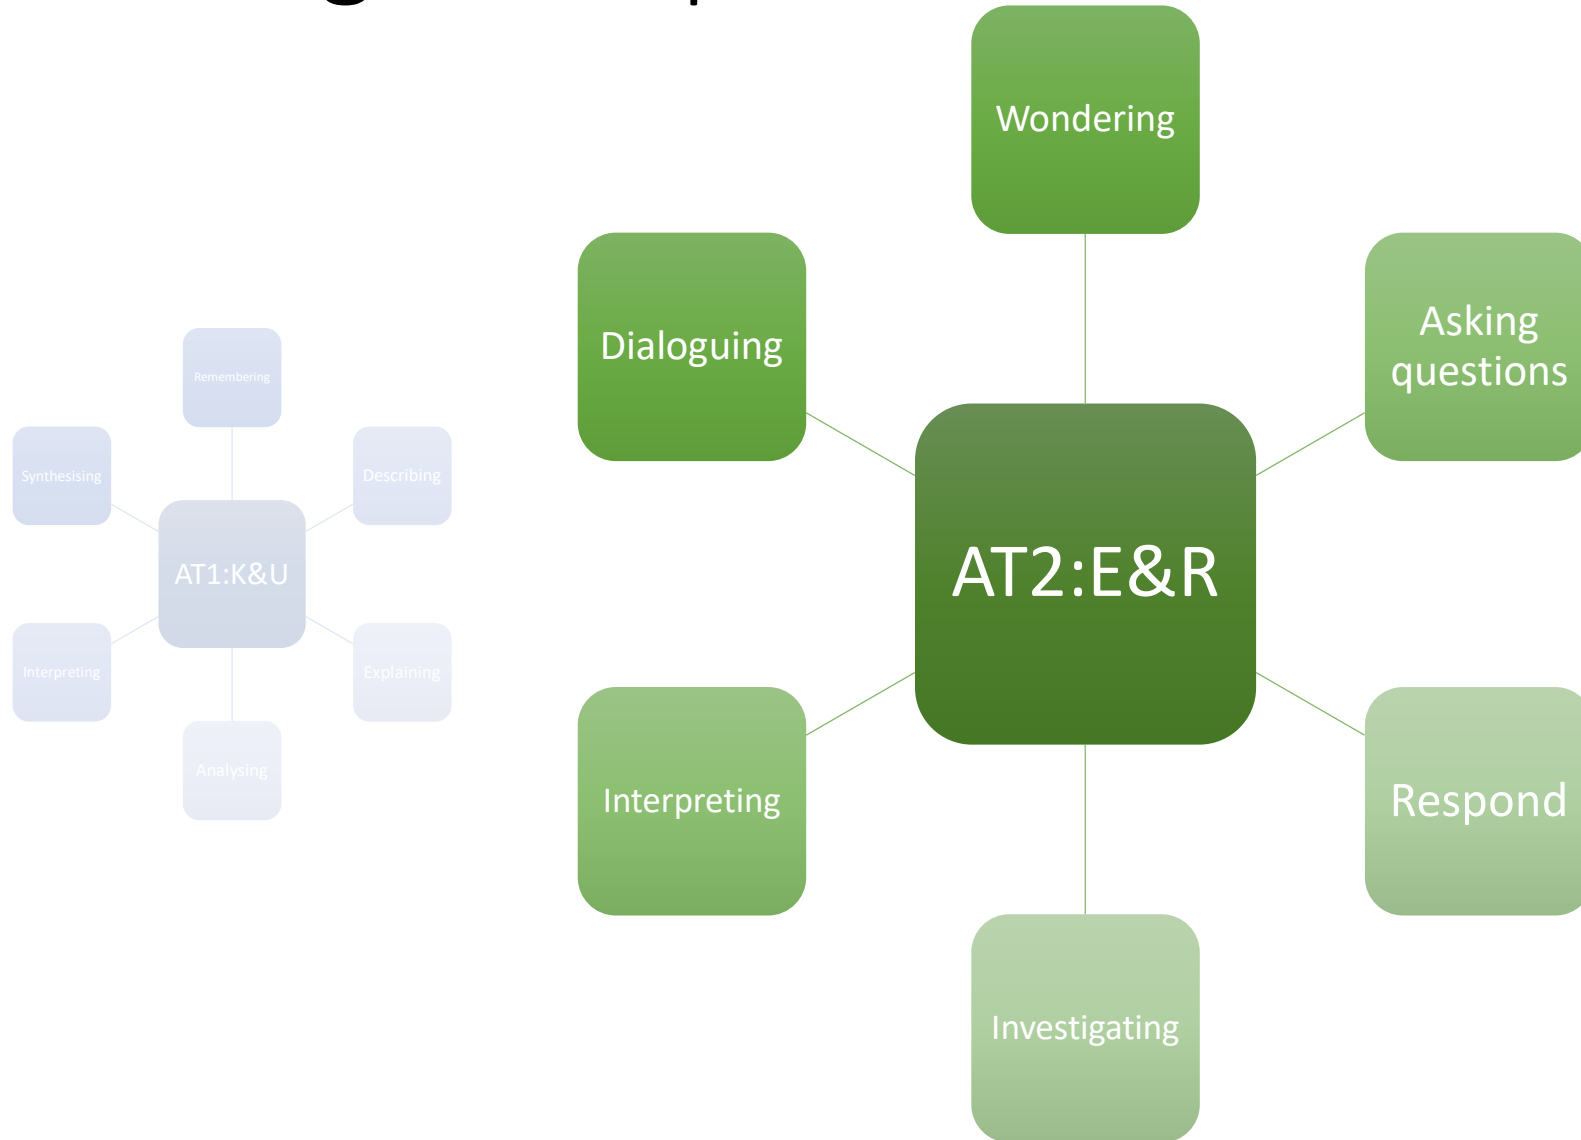 Remembering
Synthesising
Describing
AT1:K&U
Interpreting
Explaining
Analysing
Wondering
Dialoguing
Asking
questions
AT2:E&R
Interpreting
Respond
Investigating